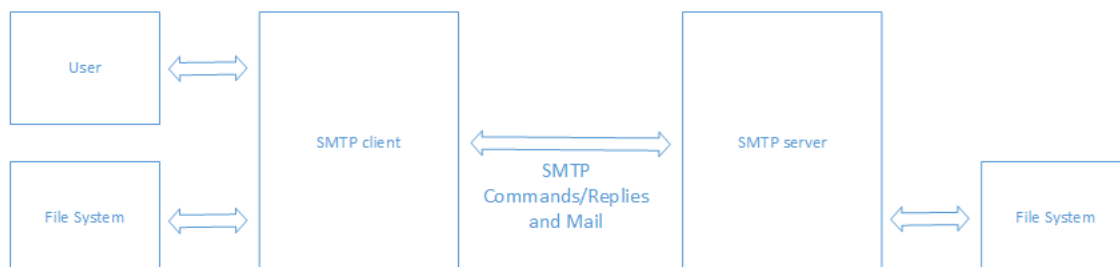 User
SMTP client
SMTP server
File System
SMTP
Commands/Replies
and Mail
File System